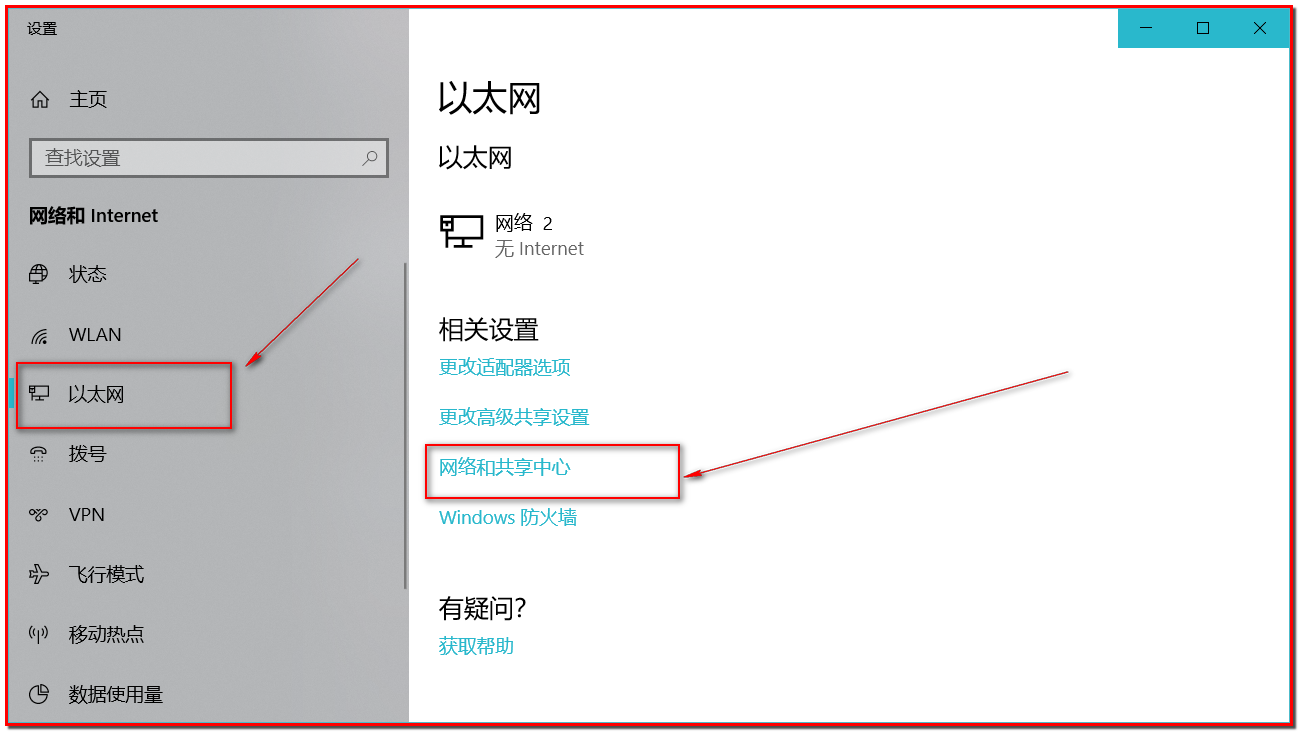 设置
主页
查找设置
网络和 Internet
状态
WLAN
以太网
拨号
VPN
飞行模式
移动热点
数据使用量
以太网
以太网
网络 2
无 Internet
相关设置
更改适配器选项
更改高级共享设置
网络和共享中心
Windows 防火墙
有疑问?
获取帮助